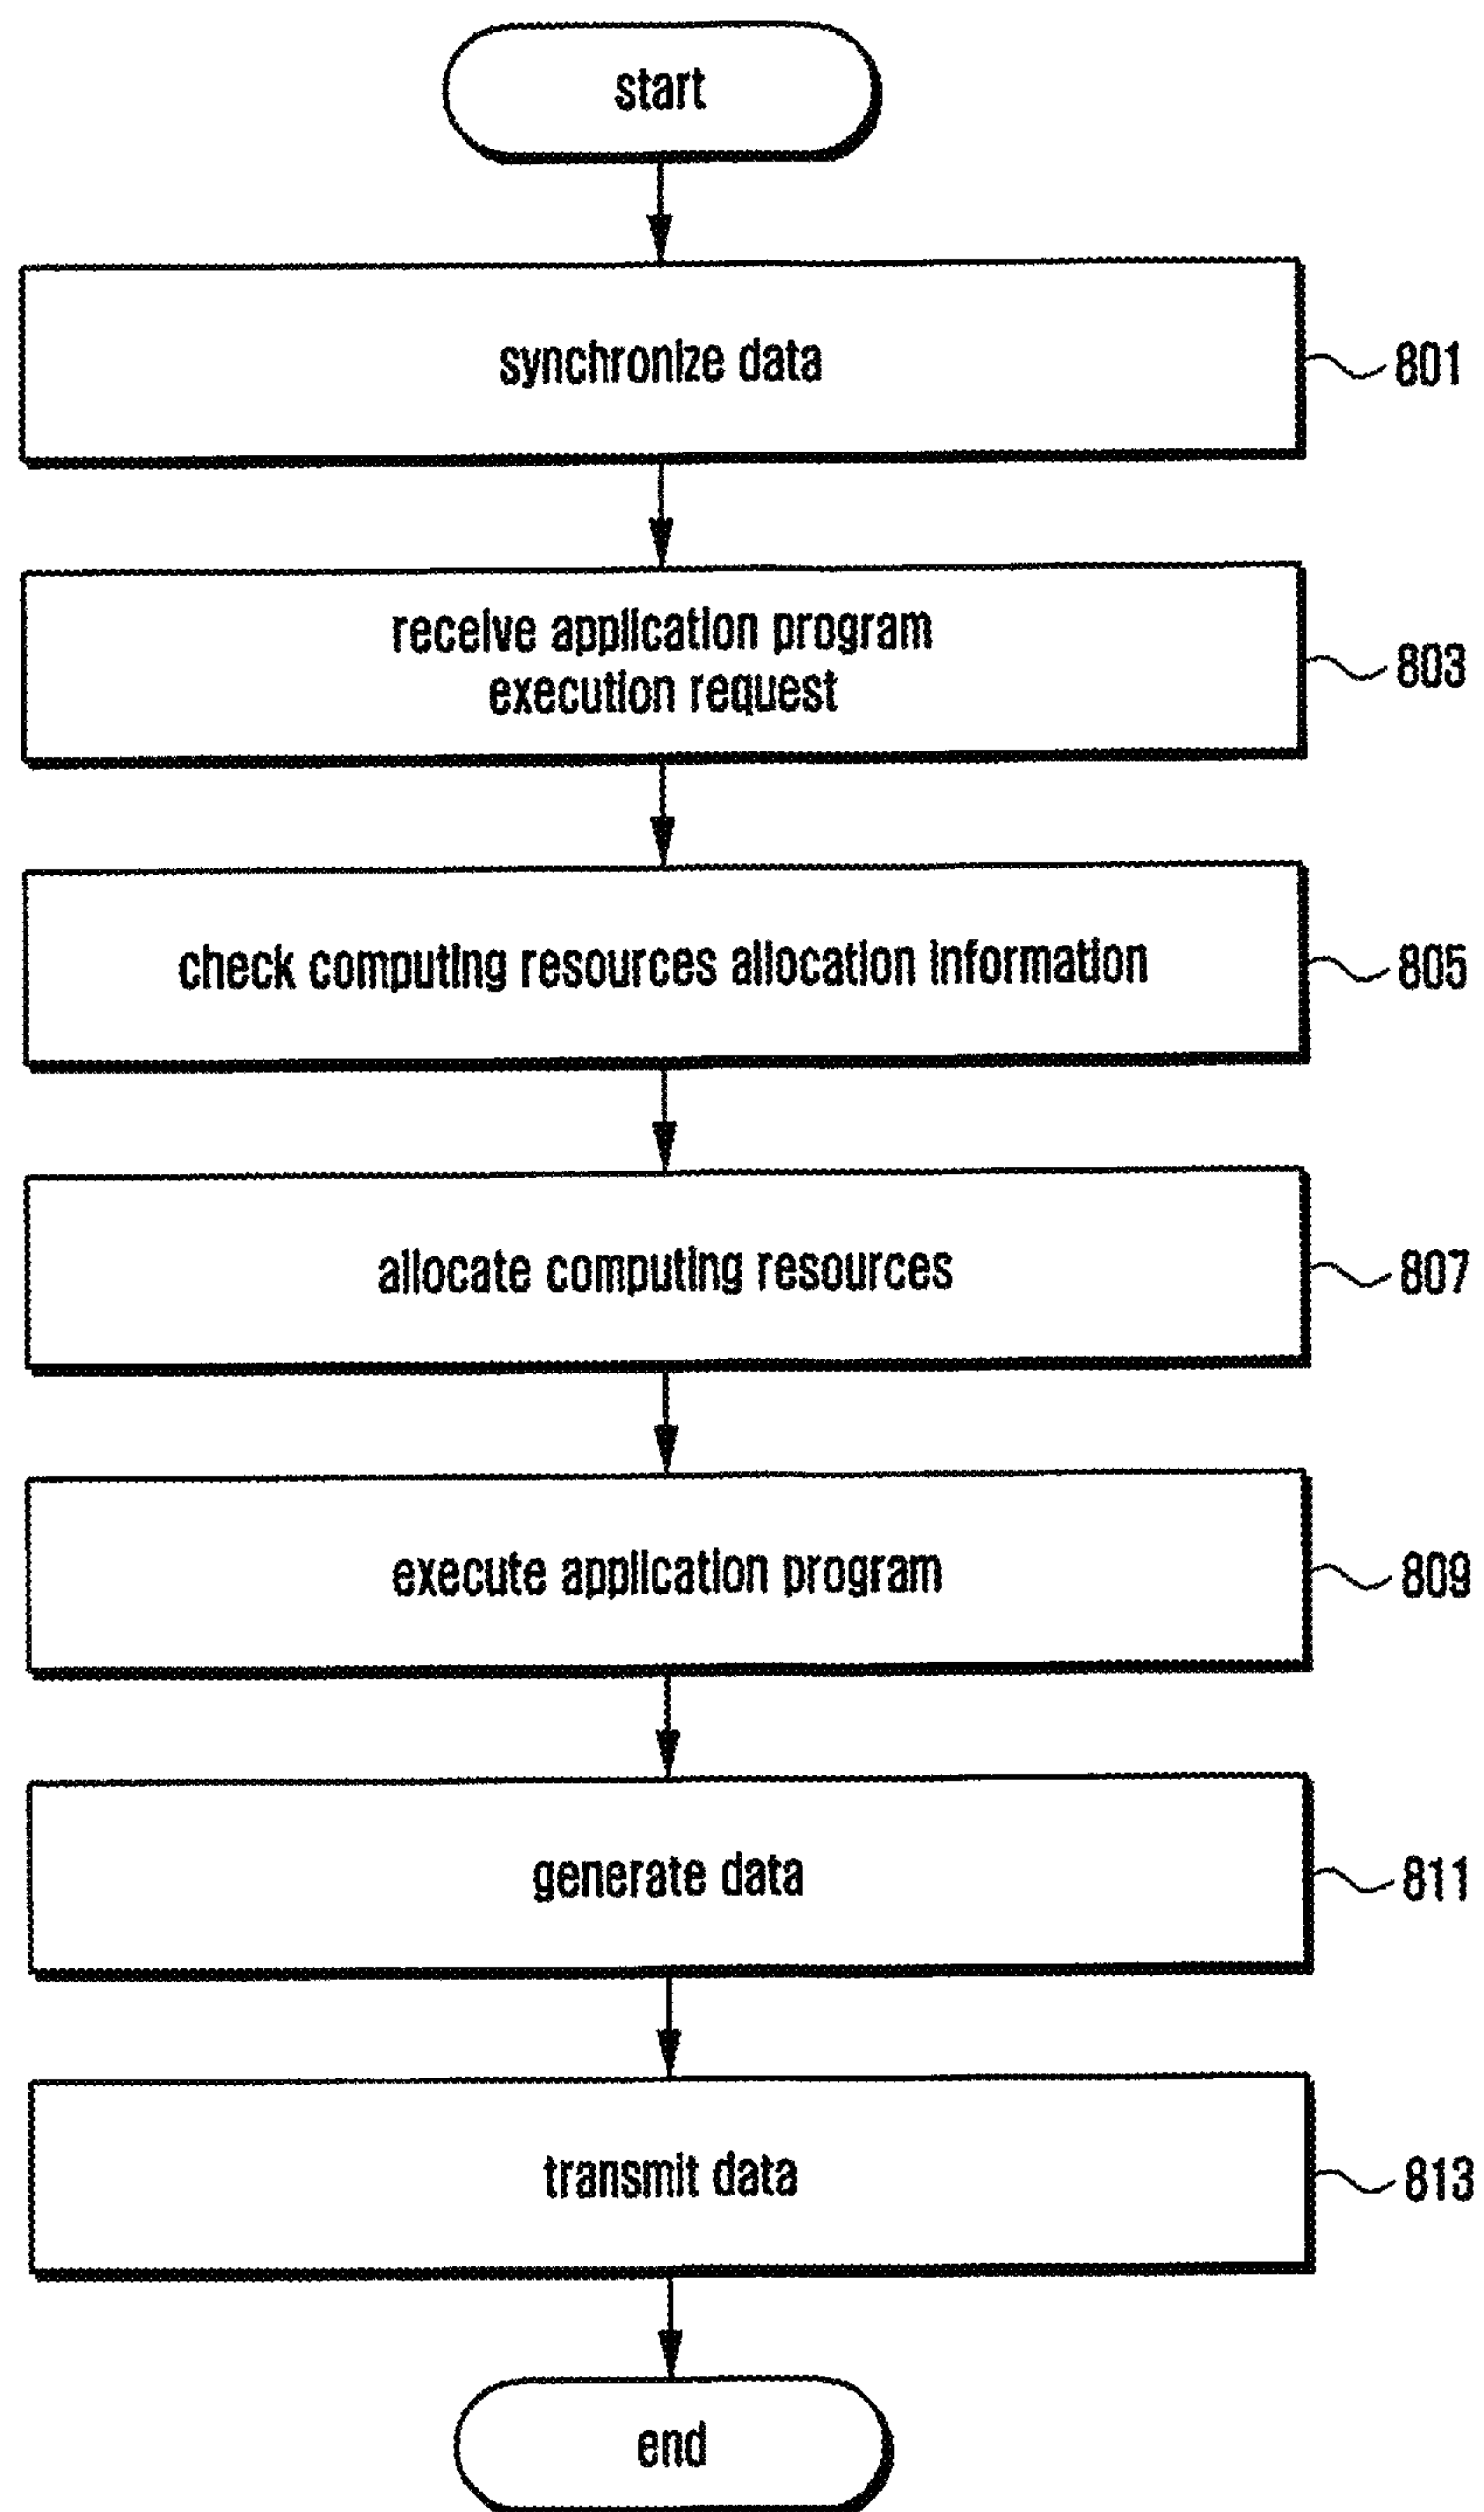 start
synchronize data
801
receive application program
execution request
803
check computing resources allocation information
805
allocate computing resources
807
execute application program
809
generate data
811
transmit data
813
end